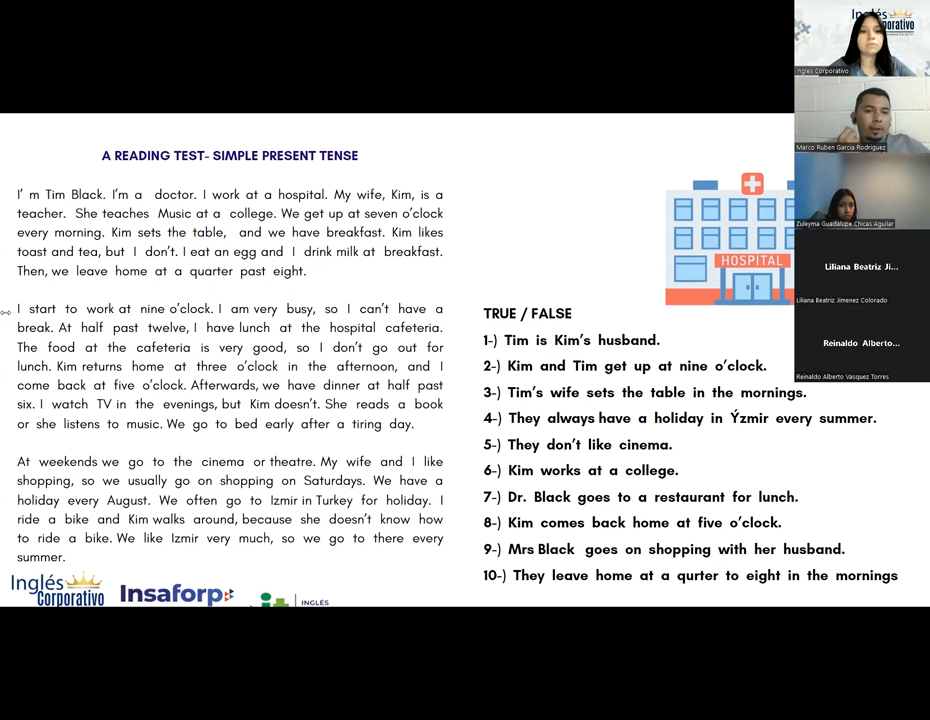 A READING TEST- SIMPLE PRESENT TENSE
I' m Tim Black. I'm a doctor. I work at a hospital. My wife, Kim, is a
teacher. She teaches Music at a college. We get up at seven o'clock
every morning. Kim sets the table, and we have breakfast. Kim likes
toast and tea, but I don't. I eat an egg and I drink milk at breakfast.
Then, we leave home at a quarter past eight.
I start to work at nine o'clock. I am very busy, so I can't have a
break. At half past twelve, I have lunch at the hospital cafeteria.
The food at the cafeteria is very good, so I don't go out for
lunch. Kim returns home at three o'clock in the afternoon, and I
come back at five o'clock. Afterwards, we have dinner at half past
six. I watch TV in the evenings, but Kim doesn't. She reads a book
or she listens to music. We go to bed early after a tiring day.
At weekends we go to the cinema or theatre. My wife and I like
shopping, so we usually go on shopping on Saturdays. We have a
holiday every August. We often go to Izmir in Turkey for holiday. I
ride a bike and Kim walks around, because she doesn't know how
to ride a bike. We like Izmir very much, so we go to there every
summer.
Inglés
Corporativo
Insaforp
INGLÉS
HOSPITAL
TRUE / FALSE
1-) Tim is Kim's husband.
2-) Kim and Tim get up at nine o'clock.
3-) Tim's wife sets the table in the mornings.
4-) They always have a holiday in Ýzmir every summer.
5-) They don't like cinema.
6-) Kim works at a college.
7-) Dr. Black goes to a restaurant for lunch.
8-) Kim comes back home at five o'clock.
9-) Mrs Black goes on shopping with her husband.
10-) They leave home at a qurter to eight in the mornings
Ingles Corporativo
Marco Ruben Garcia Rodriguez
Zuleyma Guadalupe Chicas Aguilar
Liliana Beatriz Ji...
Liliana Beatriz Jimenez Colorado
Reinaldo Alberto...
Reinaldo Alberto Vasquez Torres